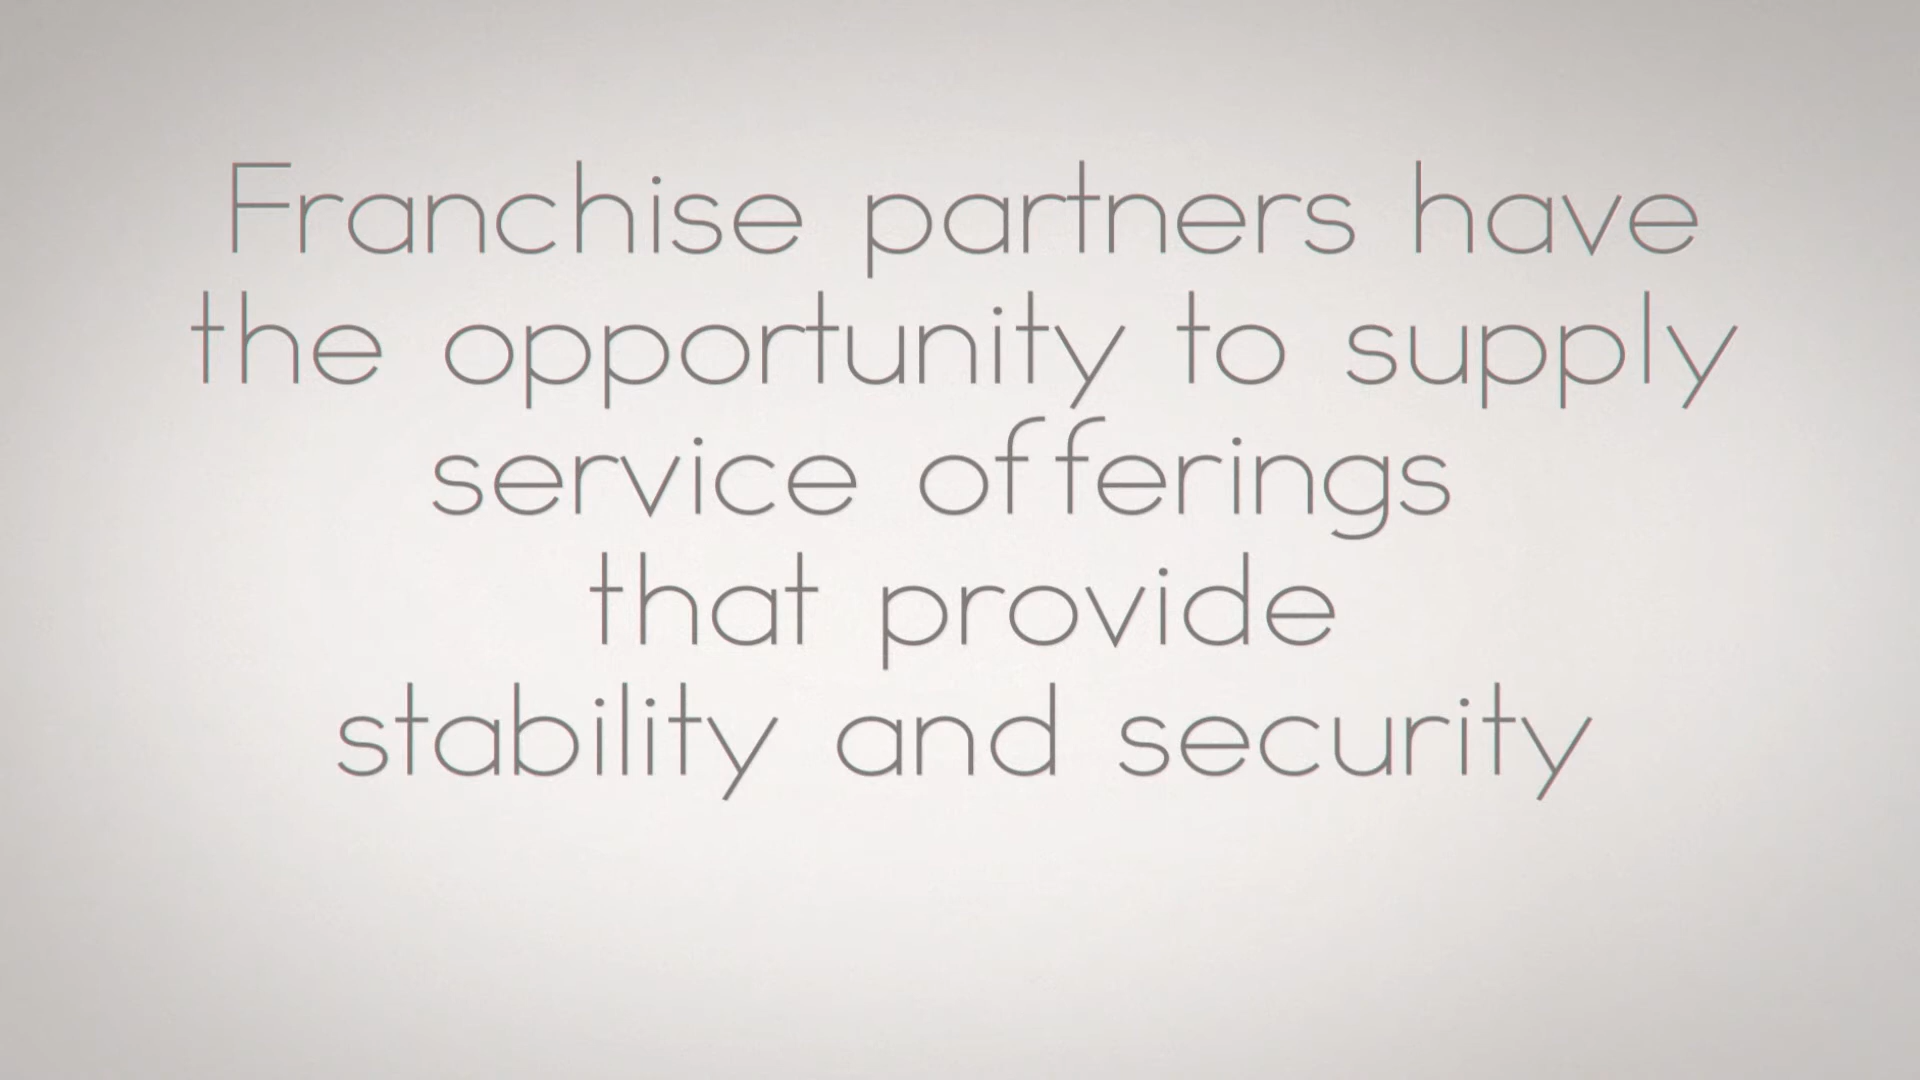 Franchise partners have
the opportunity to supply
service offerings
that provide
stability and security